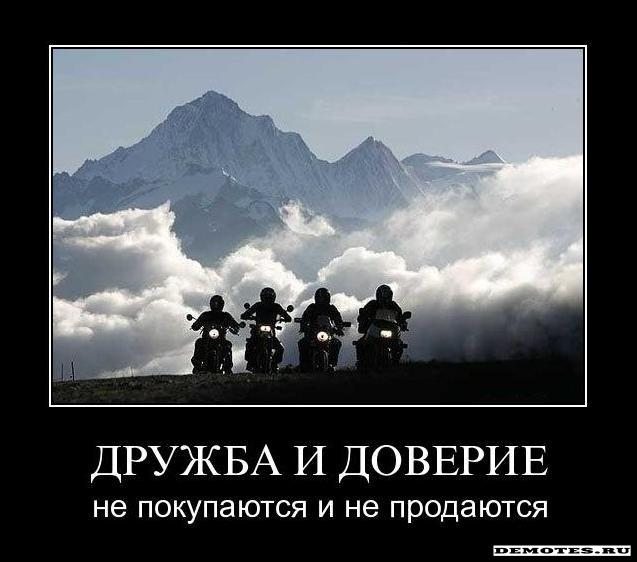 ДРУЖБА И ДОВЕРИЕ
не покупаются и не продаются
DEMOTES.RU